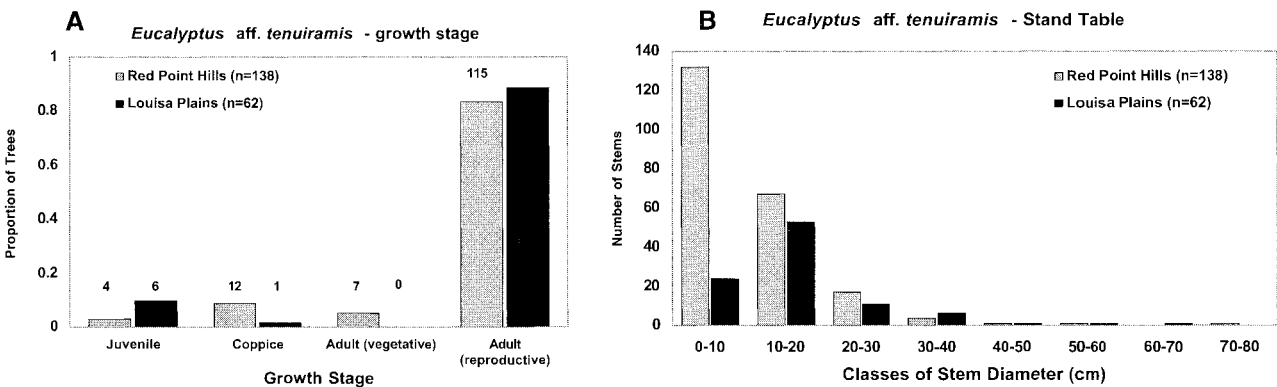 A
Eucalyptus aff. tenuiramis - growth stage
Red Point Hills (n=138)
Louisa Plains (n=62)
Proportion of Trees
1
0.8
0.6
0.4
0.2
0
4
6
12
1
7
0
115
Juvenile
Coppice
Adult (vegetative)
Adult
(reproductive)
Growth Stage
B
Eucalyptus aff. tenuiramis - Stand Table
Red Point Hills (n=138)
Louisa Plains (n=62)
Number of Stems
140
120
100
80
60
40
20
0
0-10
10-20
20-30
30-40
40-50
50-60
60-70
70-80
Classes of Stem Diameter (cm)